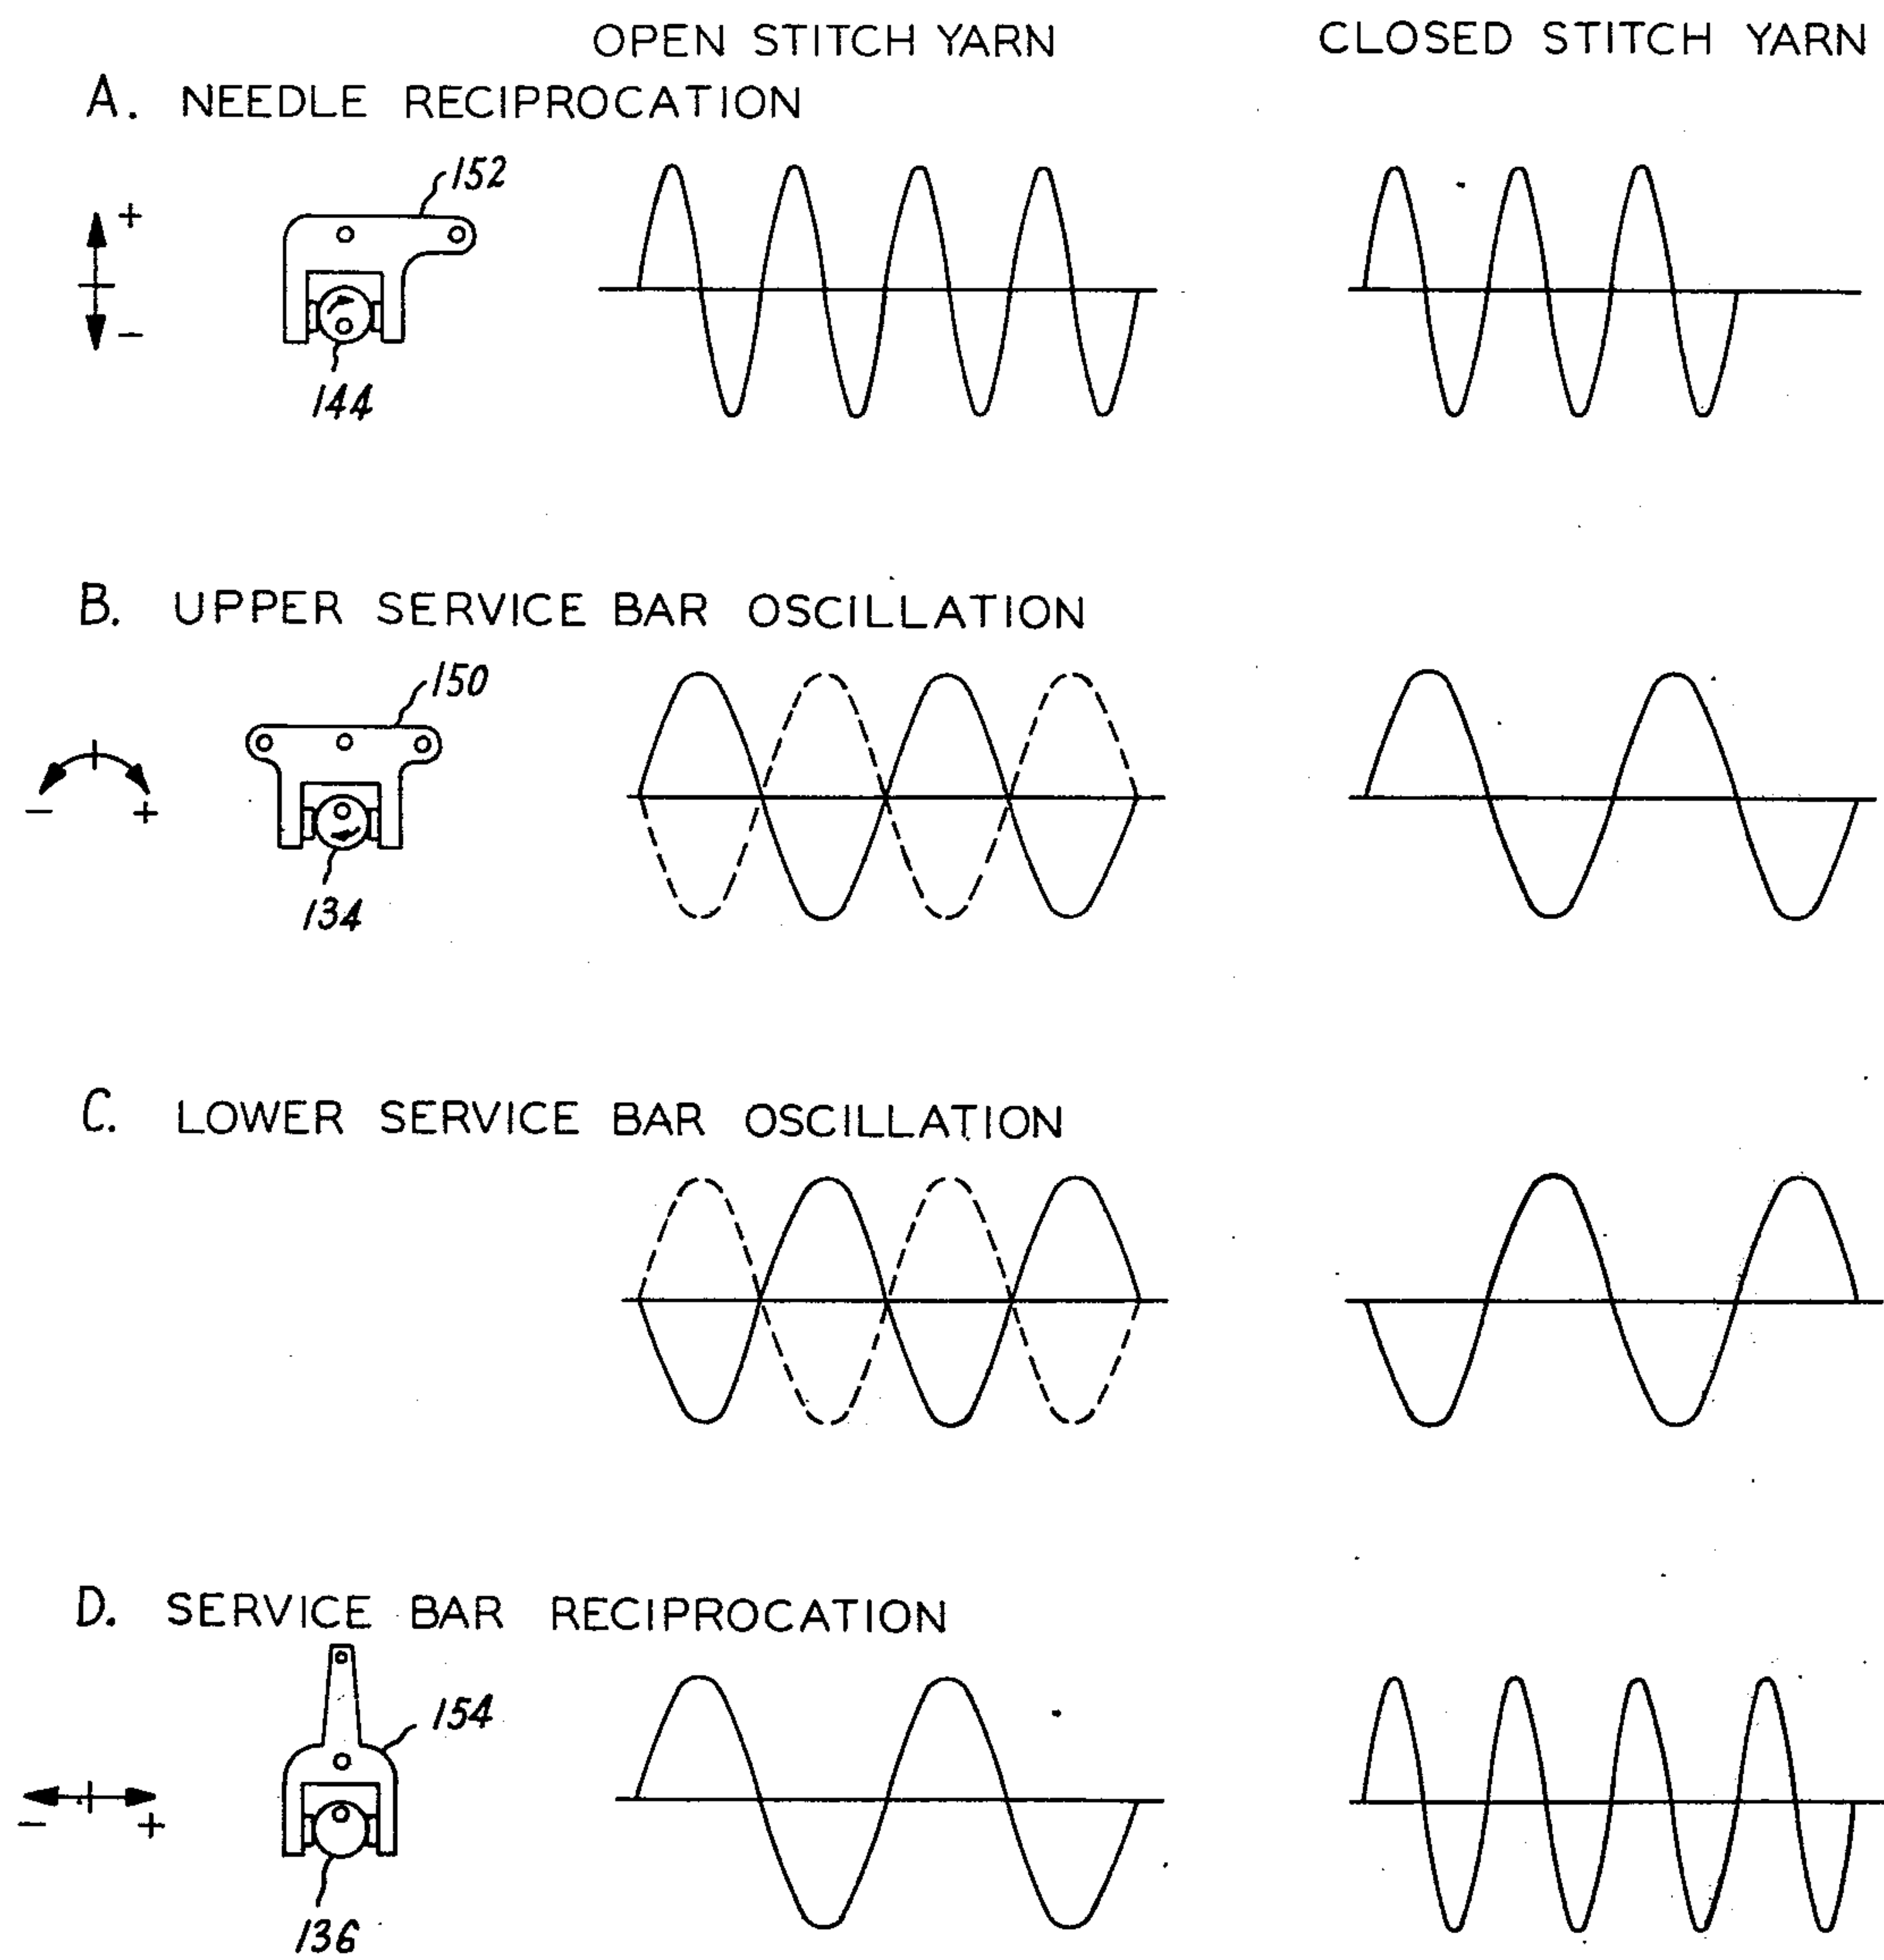 OPEN STITCH YARN
CLOSED STITCH YARN
A. NEEDLE RECIPROCATION
152
+
−
144
B. UPPER SERVICE BAR OSCILLATION
150
− +
134
C. LOWER SERVICE BAR OSCILLATION
D. SERVICE BAR RECIPROCATION
154
− +
136